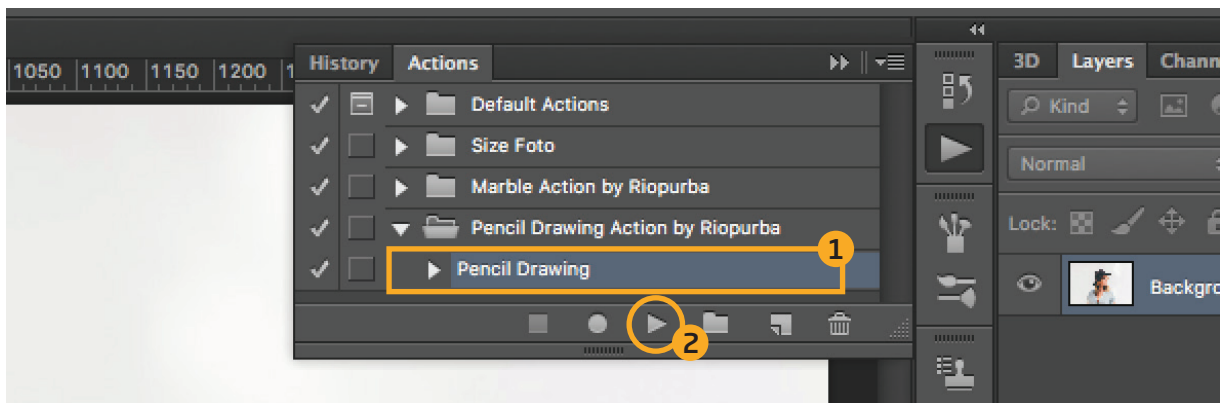 1050 1100 1150 1200
History Actions
Default Actions
Size Foto
Marble Action by Riopurba
Pencil Drawing Action by Riopurba
1
Pencil Drawing
2
3D Layers Chann
Kind
Normal
Lock:
Backgro